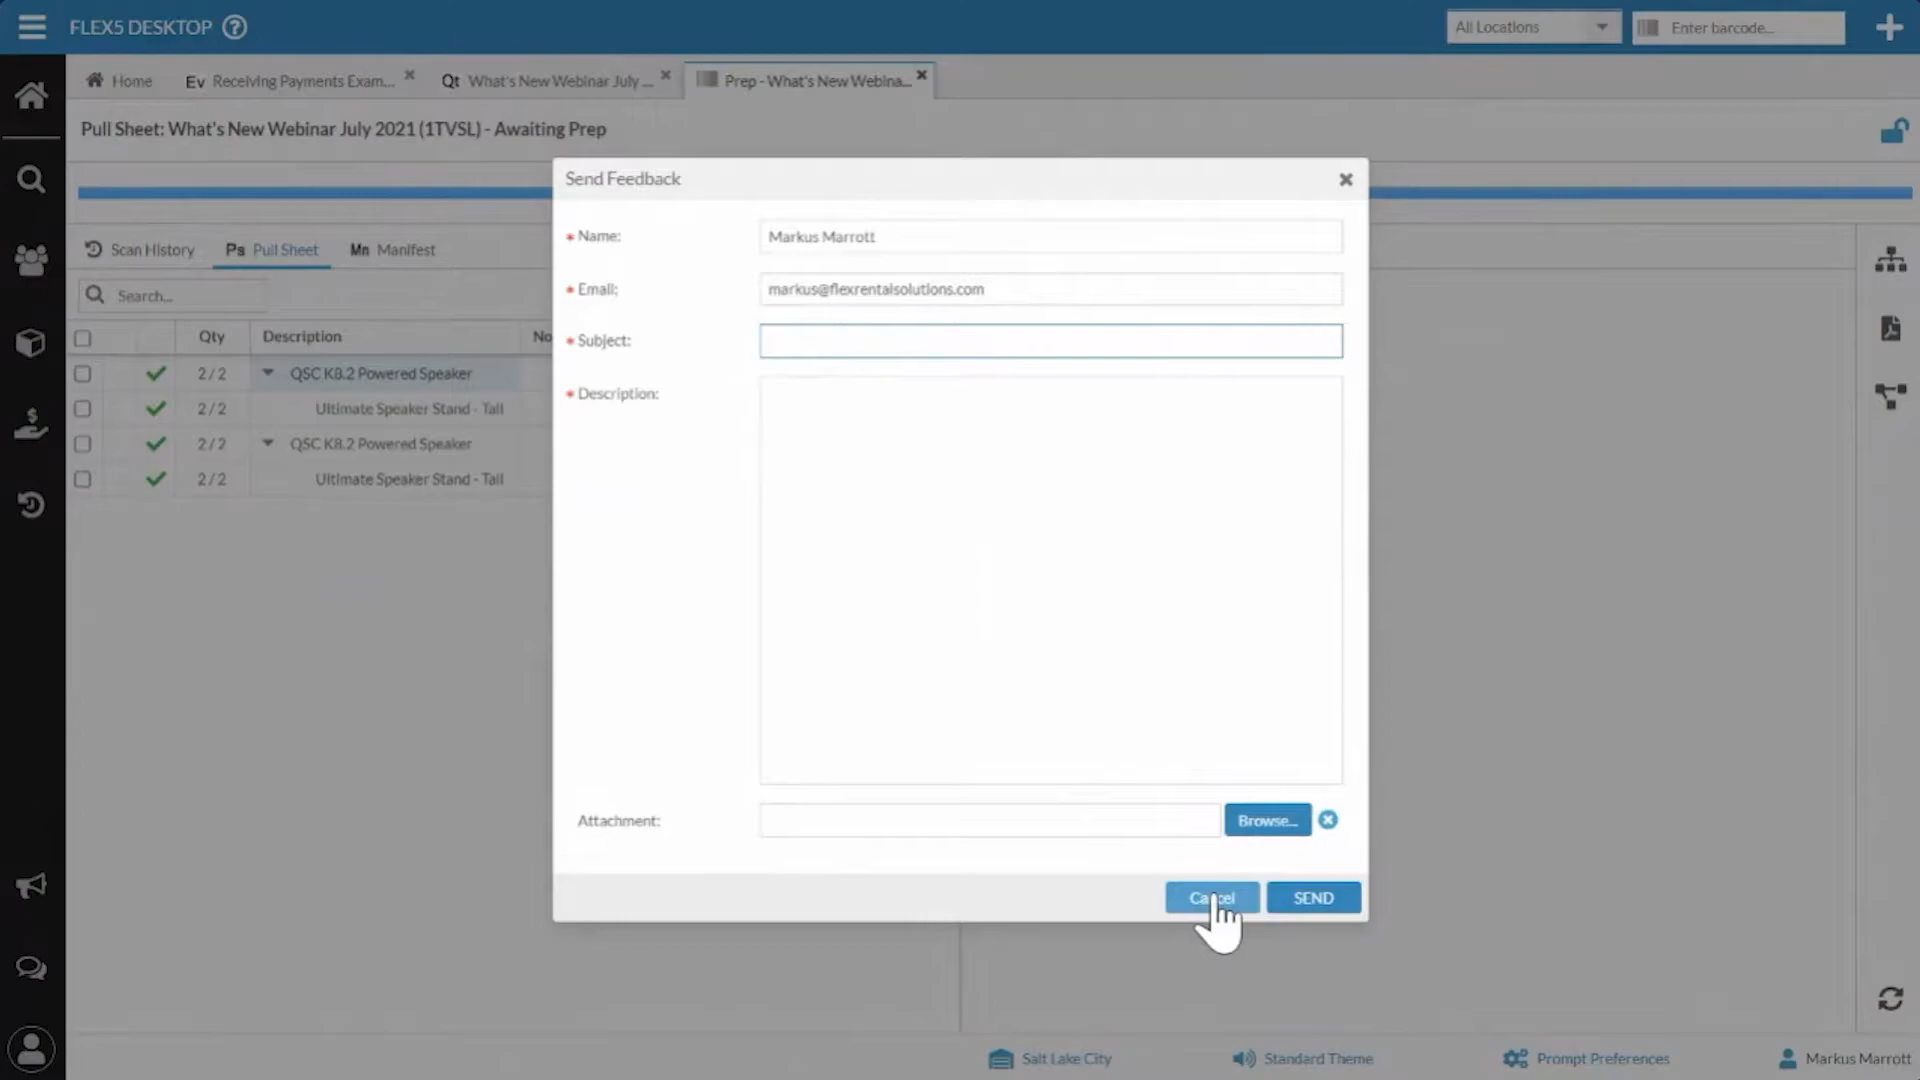 FLEX5 DESKTOP ?
All Locations
Enter barcode...
Home
Ev Receiving Payments Exam...
Qt What's New Webinar July ...
Prep - What's New Webina...
Pull Sheet: What's New Webinar July 2021 (1TVSL) - Awaiting Prep
Scan History
Ps Pull Sheet
Mn Manifest
Search...
Qty Description No
2/2 QSC K8.2 Powered Speaker
2/2 Ultimate Speaker Stand - Tall
2/2 QSC K8.2 Powered Speaker
2/2 Ultimate Speaker Stand - Tall
Send Feedback
* Name: Markus Marrott
* Email: markus@flexrentalsolutions.com
* Subject:
* Description:
Attachment:
Browse...
Cancel
SEND
Salt Lake City
Standard Theme
Prompt Preferences
Markus Marrott